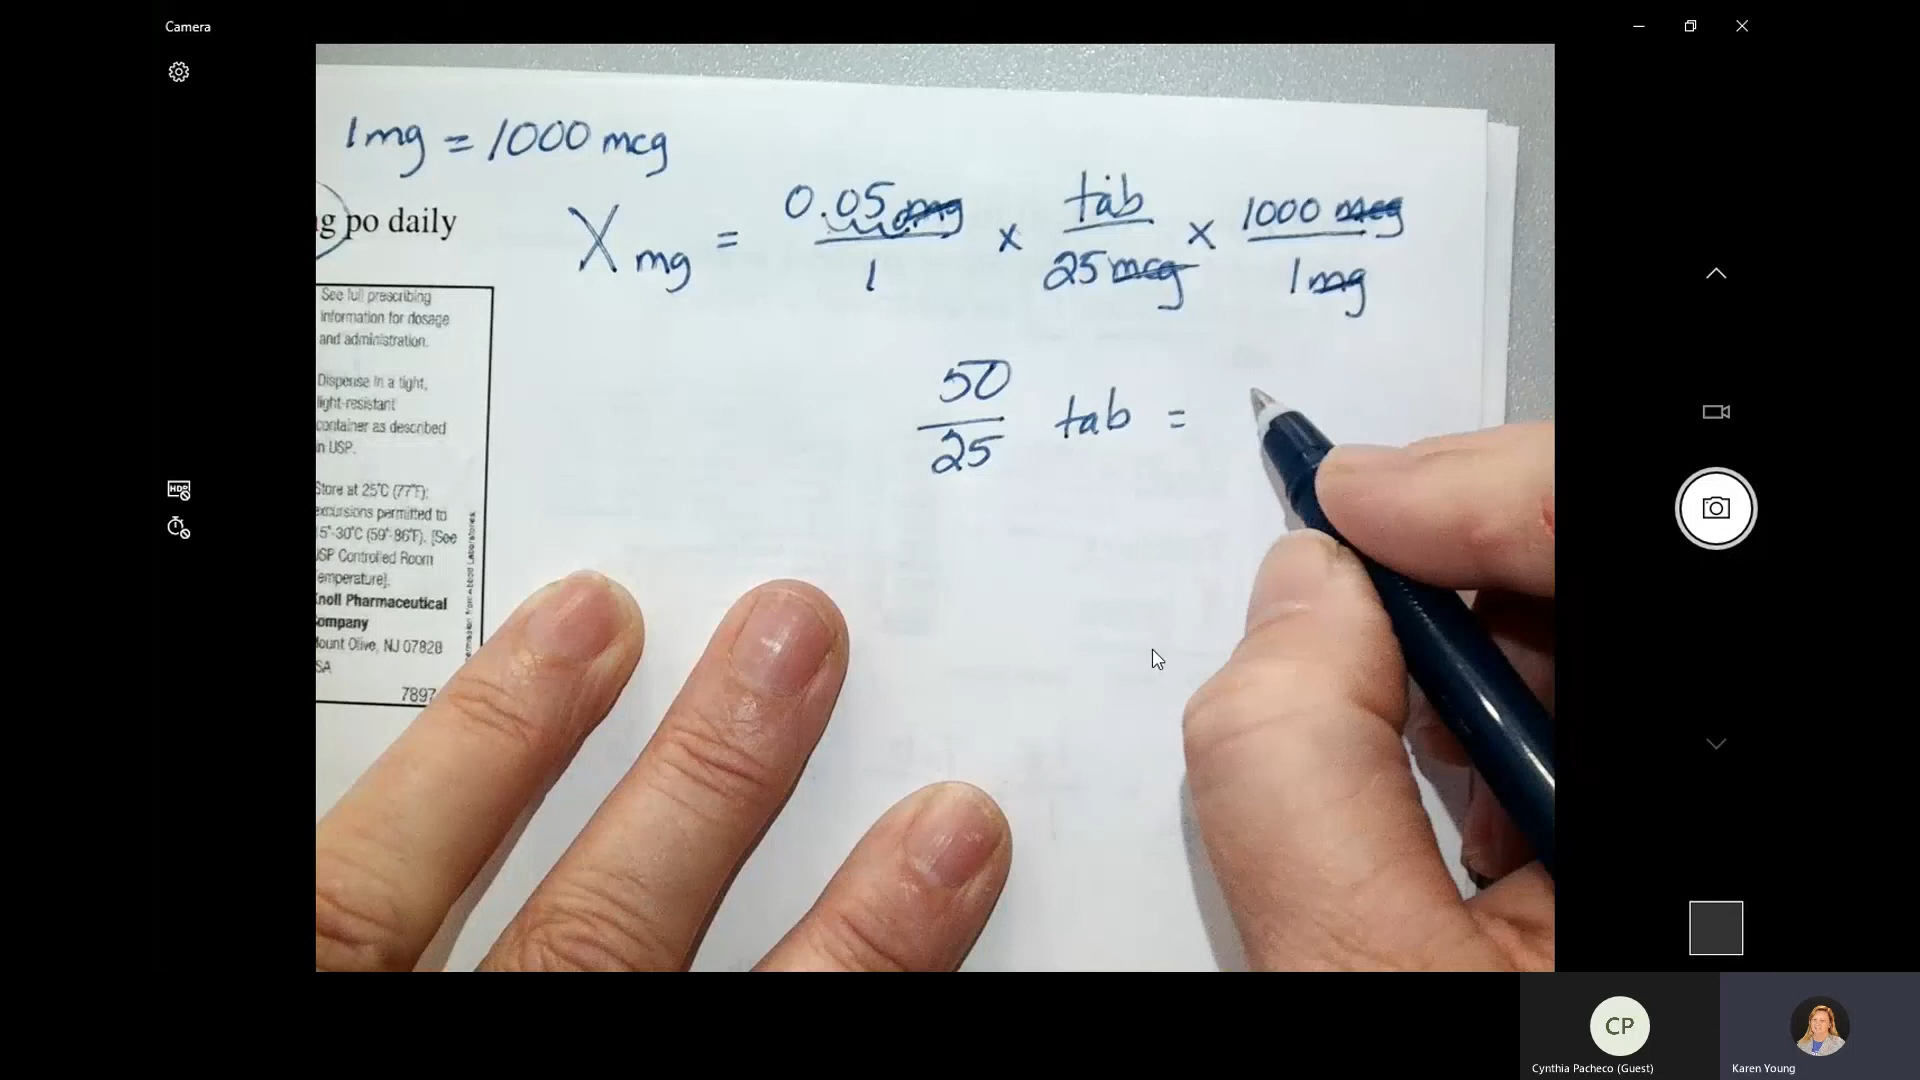 Camera
1mg = 1000 mcg
g po daily
X mg = 0.05 mg / 1 x tab / 25 mcg x 1000 mcg / 1 mg
50 / 25 tab =
See full prescribing
information for dosage
and administration.
Dispense in a tight,
light-resistant
container as described
in USP.
Store at 25°C (77°F);
excursions permitted to
15°-30°C (59°-86°F). [See
USP Controlled Room
Temperature].
Knoll Pharmaceutical
Company
Mount Olive, NJ 07828
USA
7897
HDR
CP
Cynthia Pacheco (Guest)
Karen Young